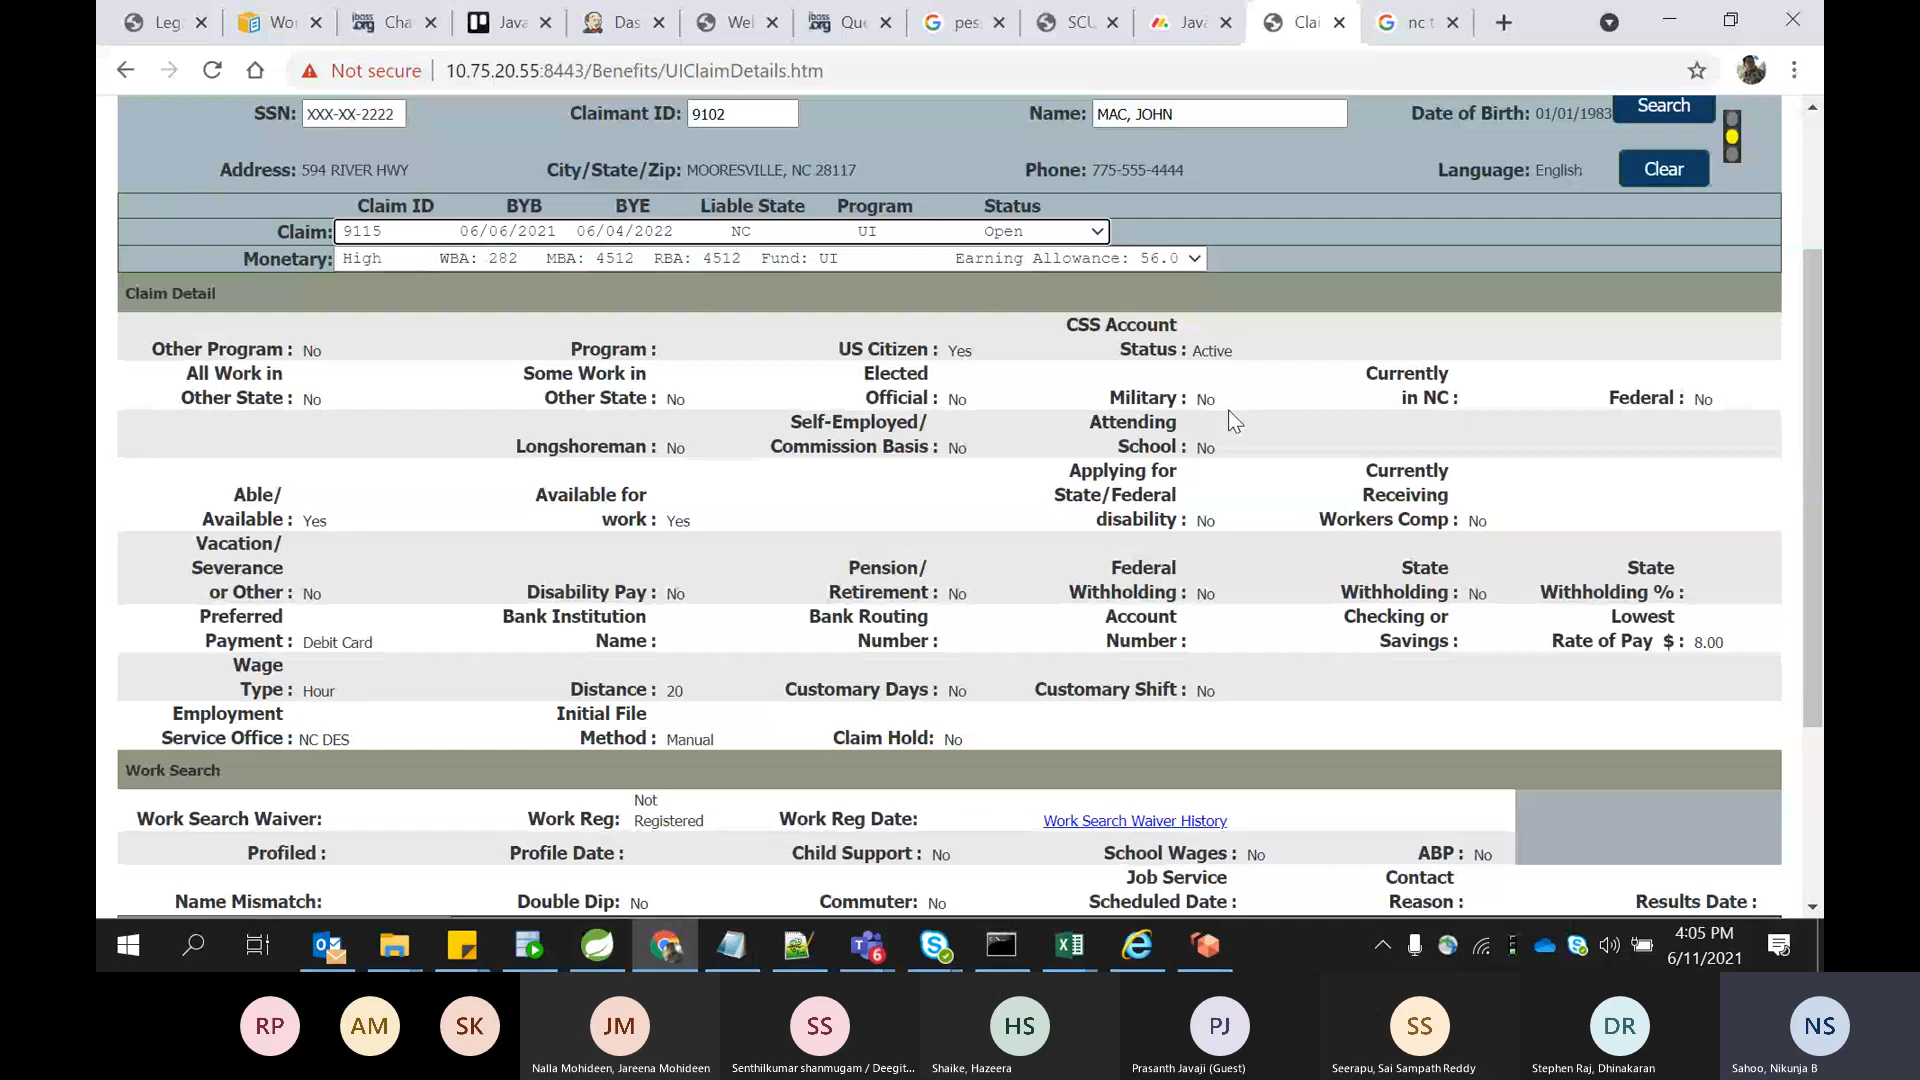 Leg
Wor
jboss.org Cha
Java
Das
Wel
jboss.org Que
pes
SCU
Java
Clai
nc t
Not secure 10.75.20.55:8443/Benefits/UIClaimDetails.htm
SSN: XXX-XX-2222 Claimant ID: 9102 Name: MAC, JOHN Date of Birth: 01/01/1983 Search
Address: 594 RIVER HWY City/State/Zip: MOORESVILLE, NC 28117 Phone: 775-555-4444 Language: English Clear
Claim ID BYB BYE Liable State Program Status
Claim: 9115 06/06/2021 06/04/2022 NC UI Open
Monetary: High WBA: 282 MBA: 4512 RBA: 4512 Fund: UI Earning Allowance: 56.0
Claim Detail
Other Program : No Program : US Citizen : Yes CSS Account Status : Active
All Work in Other State : No Some Work in Other State : No Elected Official : No Military : No Currently in NC : Federal : No
Longshoreman : No Self-Employed/ Commission Basis : No Attending School : No
Able/ Available : Yes Available for work : Yes Applying for State/Federal disability : No Currently Receiving Workers Comp : No
Vacation/ Severance or Other : No Disability Pay : No Pension/ Retirement : No Federal Withholding : No State Withholding : No State Withholding % :
Preferred Payment : Debit Card Bank Institution Name : Bank Routing Number : Account Number : Checking or Savings : Lowest Rate of Pay $ : 8.00
Wage Type : Hour Distance : 20 Customary Days : No Customary Shift : No
Employment Service Office : NC DES Initial File Method : Manual Claim Hold: No
Work Search
Work Search Waiver: Work Reg: Not Registered Work Reg Date: Work Search Waiver History
Profiled : Profile Date : Child Support : No School Wages : No ABP : No
Name Mismatch: Double Dip: No Commuter: No Job Service Scheduled Date : Contact Reason : Results Date :
6
4:05 PM
6/11/2021
RP AM SK JM SS HS PJ SS DR NS
Nalla Mohideen, Jareena Mohideen
Senthilkumar shanmugam / Deegit...
Shaike, Hazeera
Prasanth Javaji (Guest)
Seerapu, Sai Sampath Reddy
Stephen Raj, Dhinakaran
Sahoo, Nikunja B